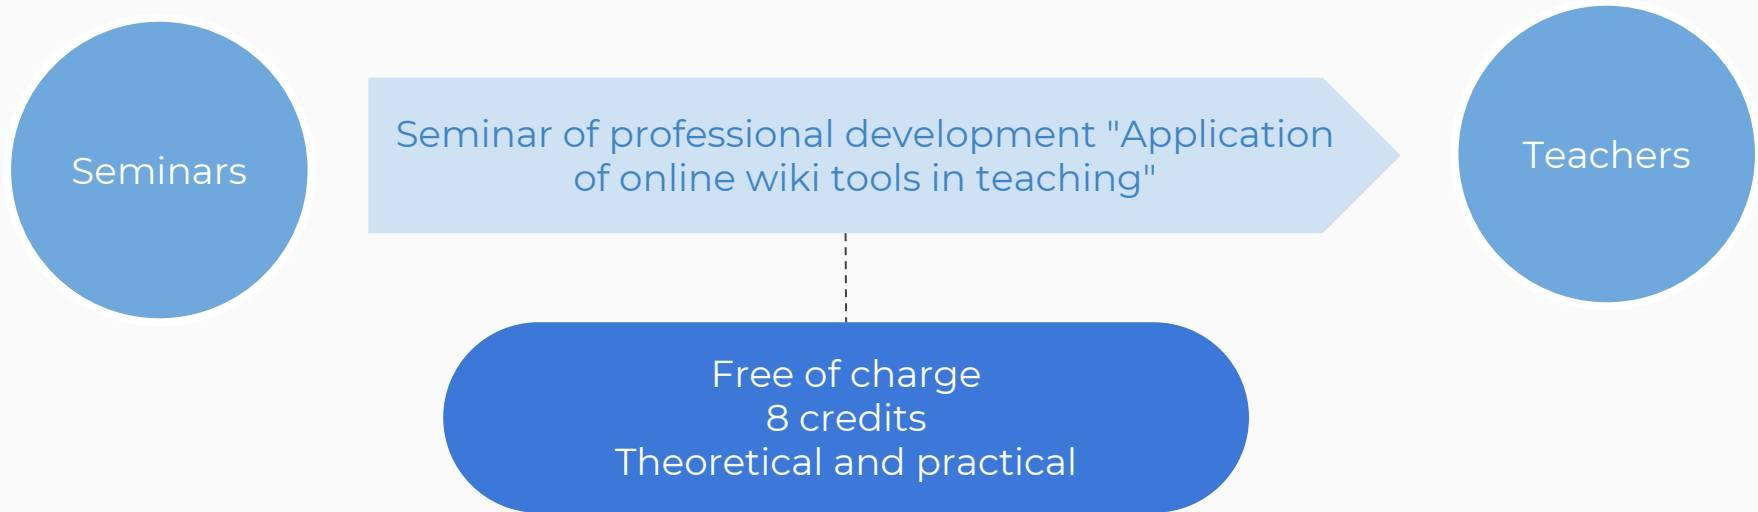 Seminars
Seminar of professional development "Application
of online wiki tools in teaching"
Teachers
Free of charge
8 credits
Theoretical and practical